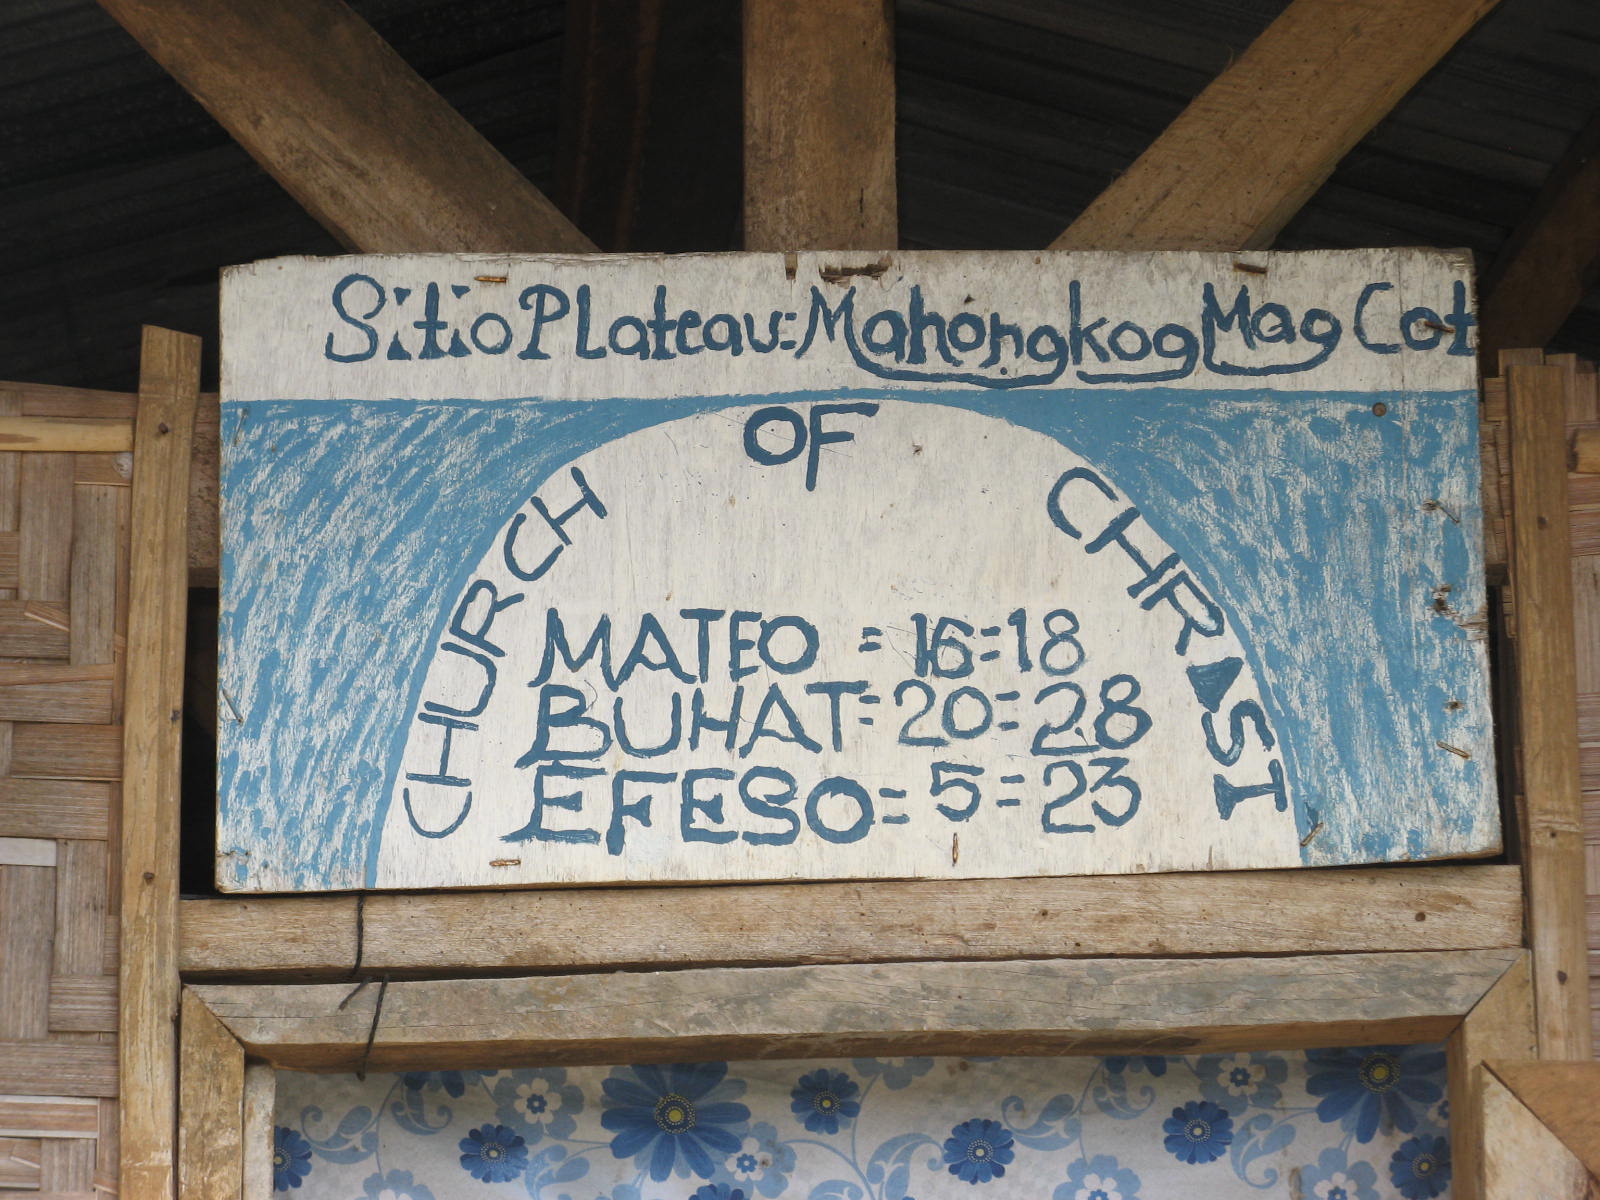 Sitio Plateau: Mahongkog Mag Cot
CHURCH OF CHRIST
MATEO = 16=18
BUHAT= 20= 28
EFESO= 5= 23